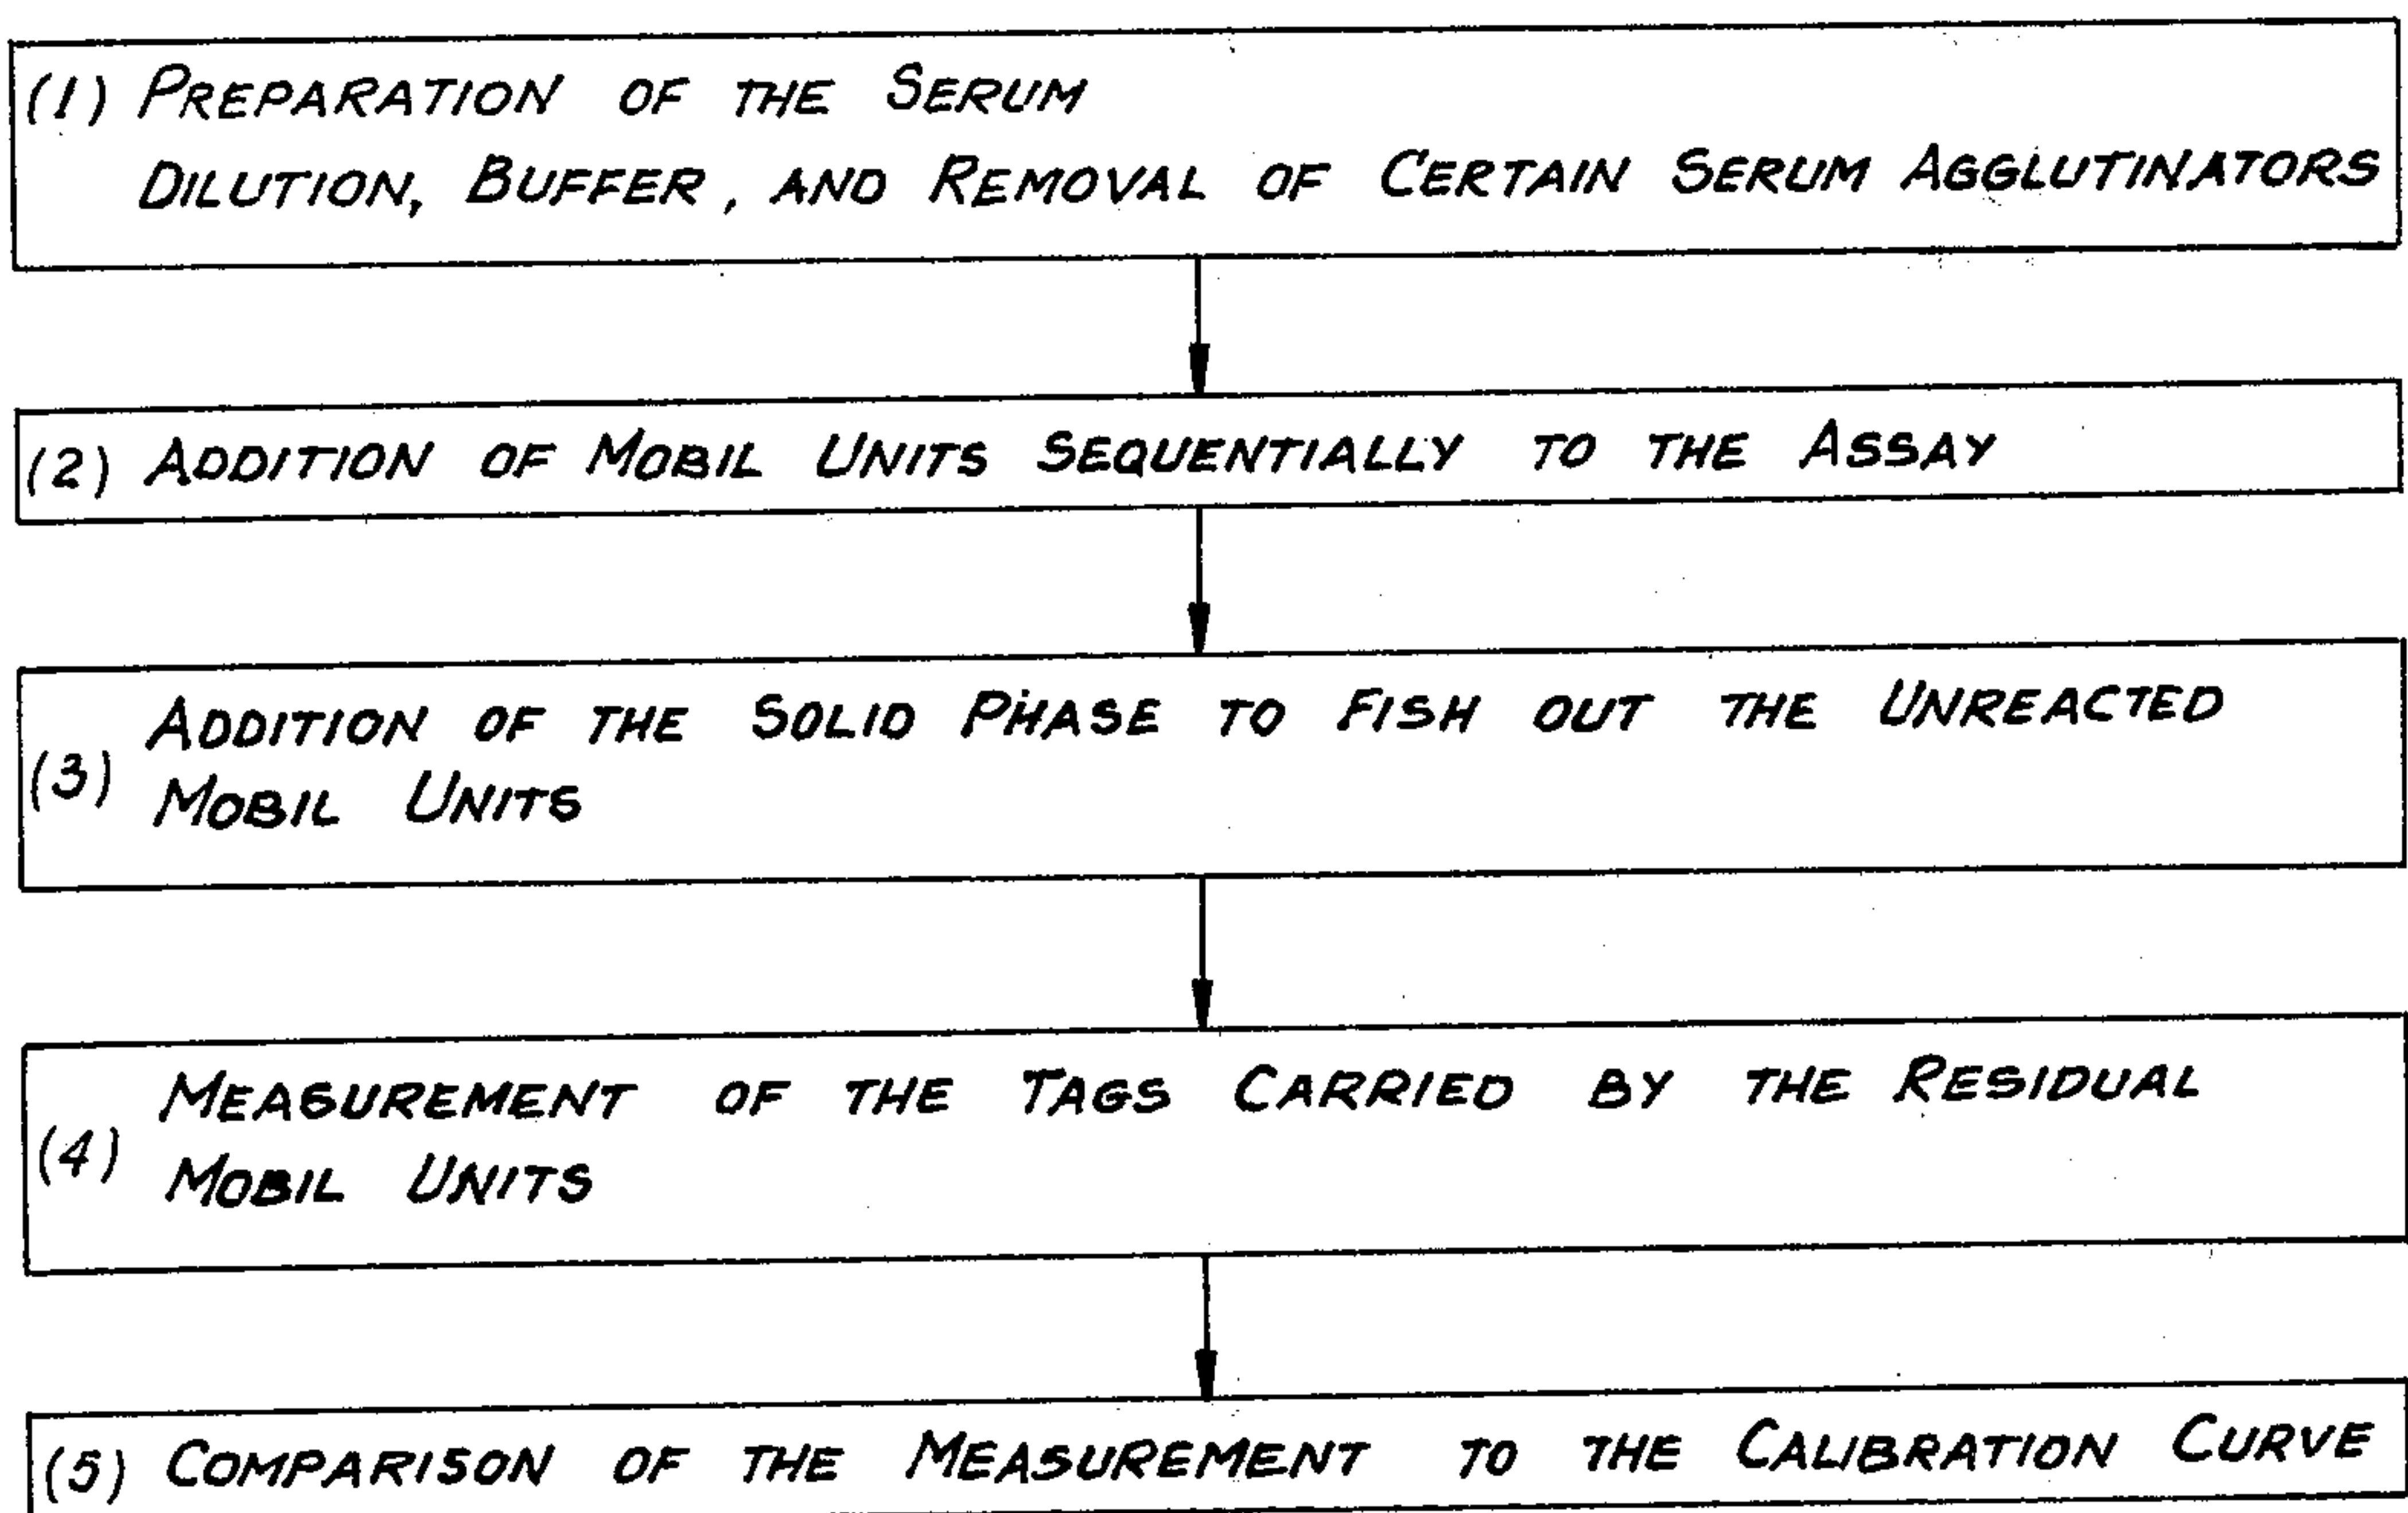 (1) PREPARATION OF THE SERUM
DILUTION, BUFFER, AND REMOVAL OF CERTAIN SERUM AGGLUTINATORS
(2) ADDITION OF MOBIL UNITS SEQUENTIALLY TO THE ASSAY
(3) ADDITION OF THE SOLID PHASE TO FISH OUT THE UNREACTED
MOBIL UNITS
(4) MEASUREMENT OF THE TAGS CARRIED BY THE RESIDUAL
MOBIL UNITS
(5) COMPARISON OF THE MEASUREMENT TO THE CALIBRATION CURVE